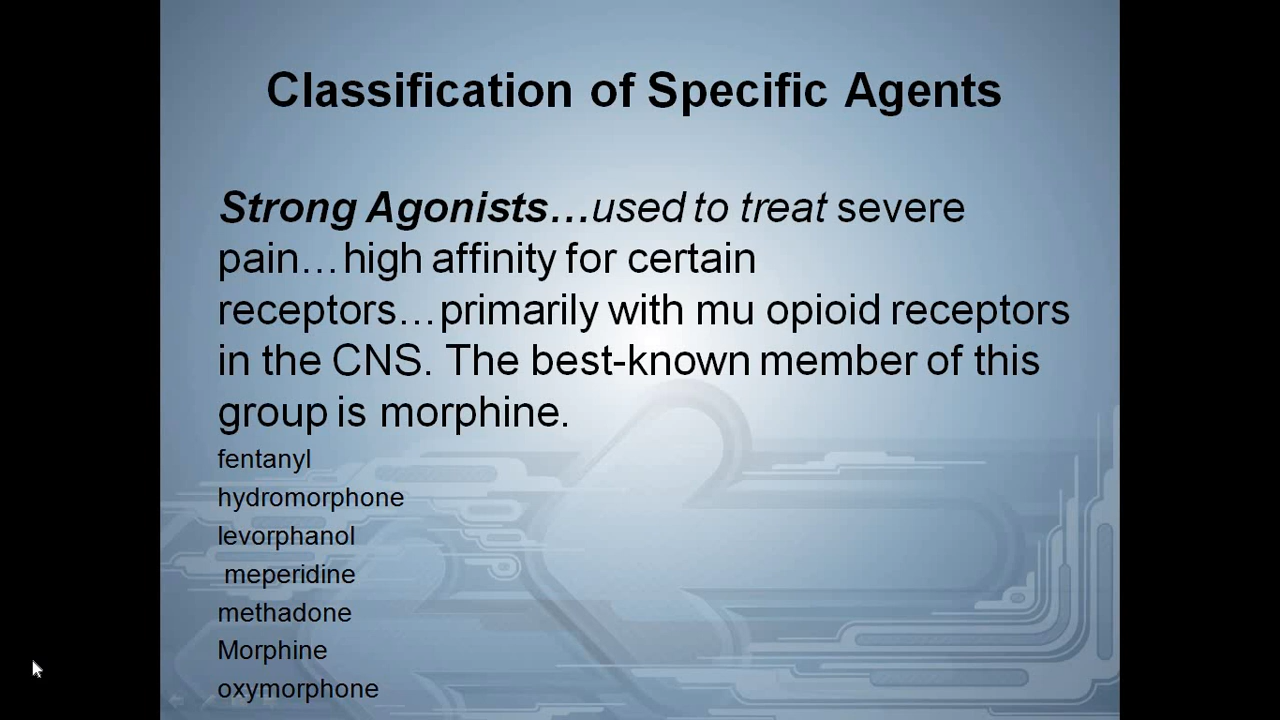 Classification of Specific Agents
Strong Agonists…used to treat severe
pain…high affinity for certain
receptors…primarily with mu opioid receptors
in the CNS. The best-known member of this
group is morphine.
fentanyl
hydromorphone
levorphanol
meperidine
methadone
Morphine
oxymorphone